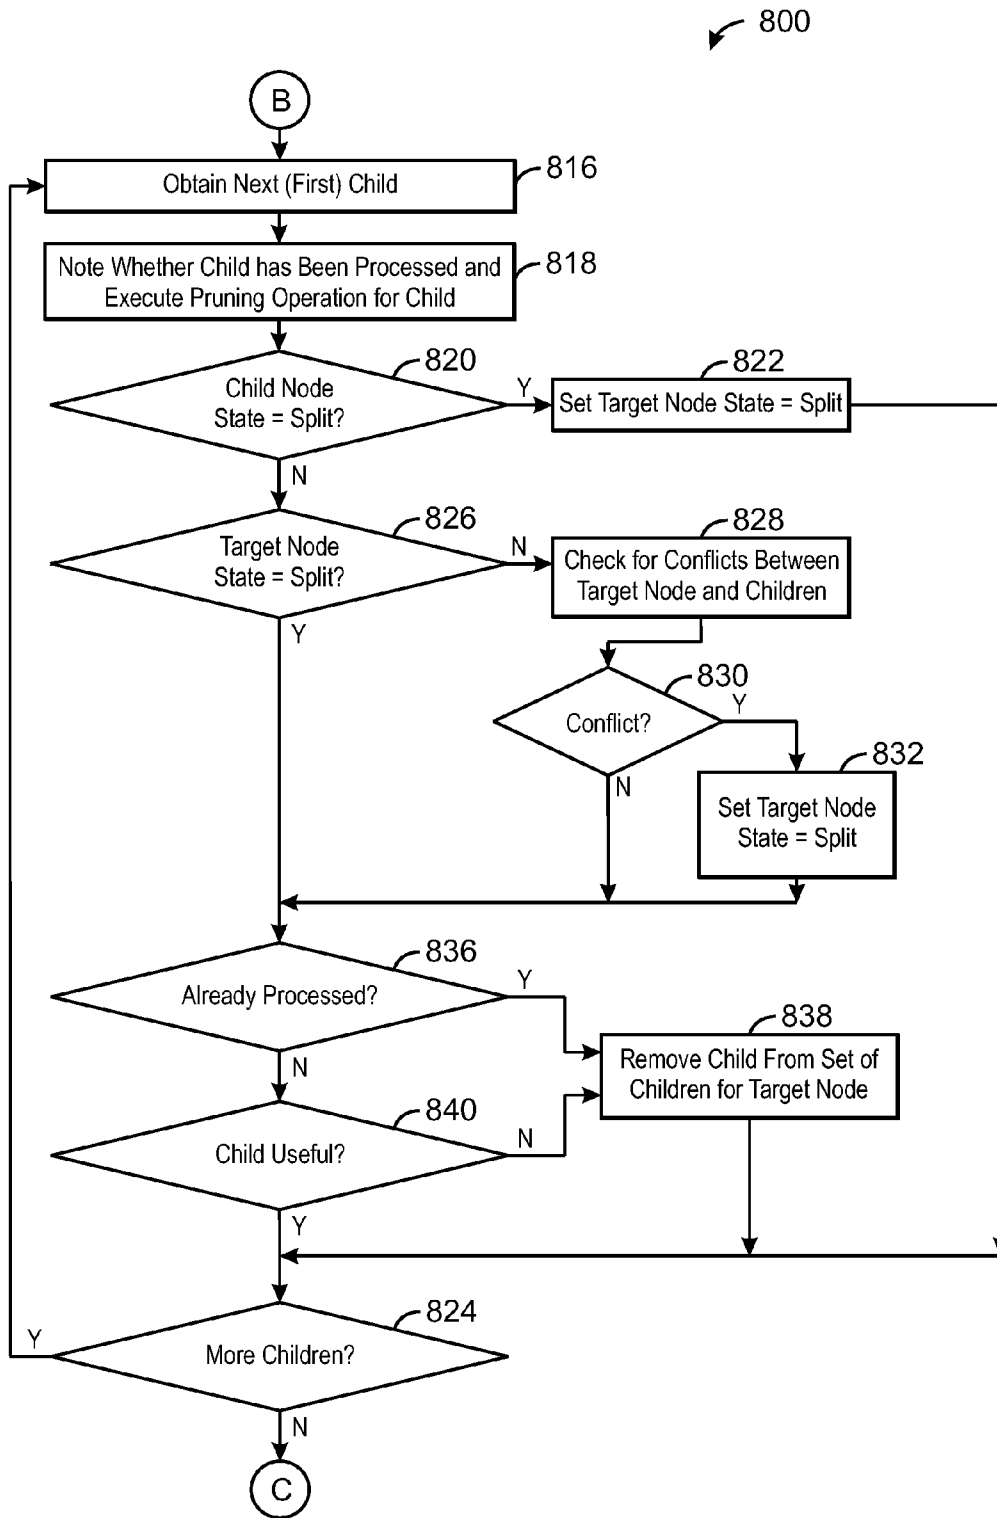 800
B
Obtain Next (First) Child
816
Note Whether Child has Been Processed and
Execute Pruning Operation for Child
818
Child Node
State = Split?
820
Y
N
Set Target Node State = Split
822
Target Node
State = Split?
826
N
Y
Check for Conflicts Between
Target Node and Children
828
Conflict?
830
Y
N
Set Target Node
State = Split
832
Already Processed?
836
Y
N
Remove Child From Set of
Children for Target Node
838
Child Useful?
840
N
Y
More Children?
824
Y
N
C